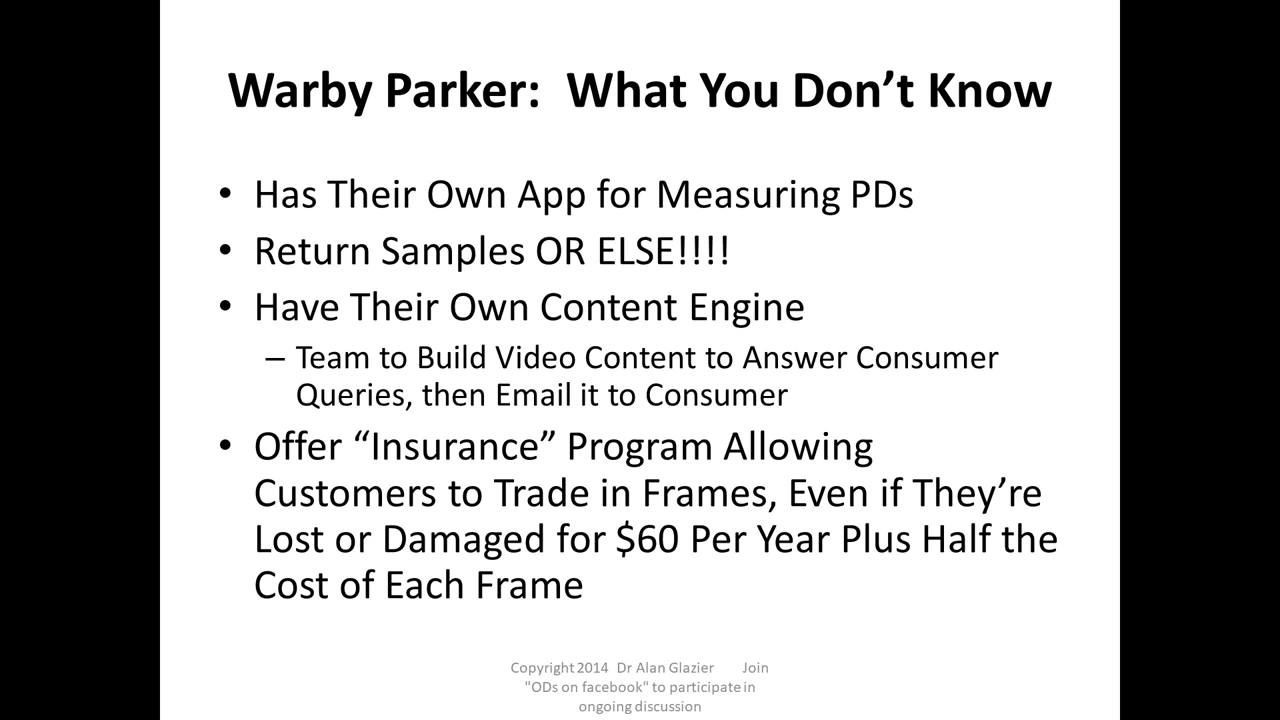 Warby Parker:  What You Don’t Know
• Has Their Own App for Measuring PDs
• Return Samples OR ELSE!!!!
• Have Their Own Content Engine
– Team to Build Video Content to Answer Consumer
Queries, then Email it to Consumer
• Offer “Insurance” Program Allowing
Customers to Trade in Frames, Even if They’re
Lost or Damaged for $60 Per Year Plus Half the
Cost of Each Frame
Copyright 2014  Dr Alan Glazier       Join
"ODs on facebook" to participate in
ongoing discussion